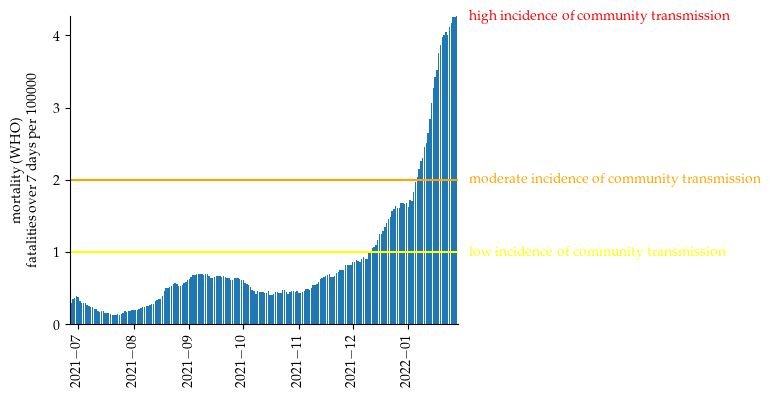 high incidence of community transmission
4
3
mortality (WHO)
fatalities over 7 days per 100000
2
moderate incidence of community transmission
1
low incidence of community transmission
0
2021−07
2021−08
2021−09
2021−10
2021−11
2021−12
2022−01